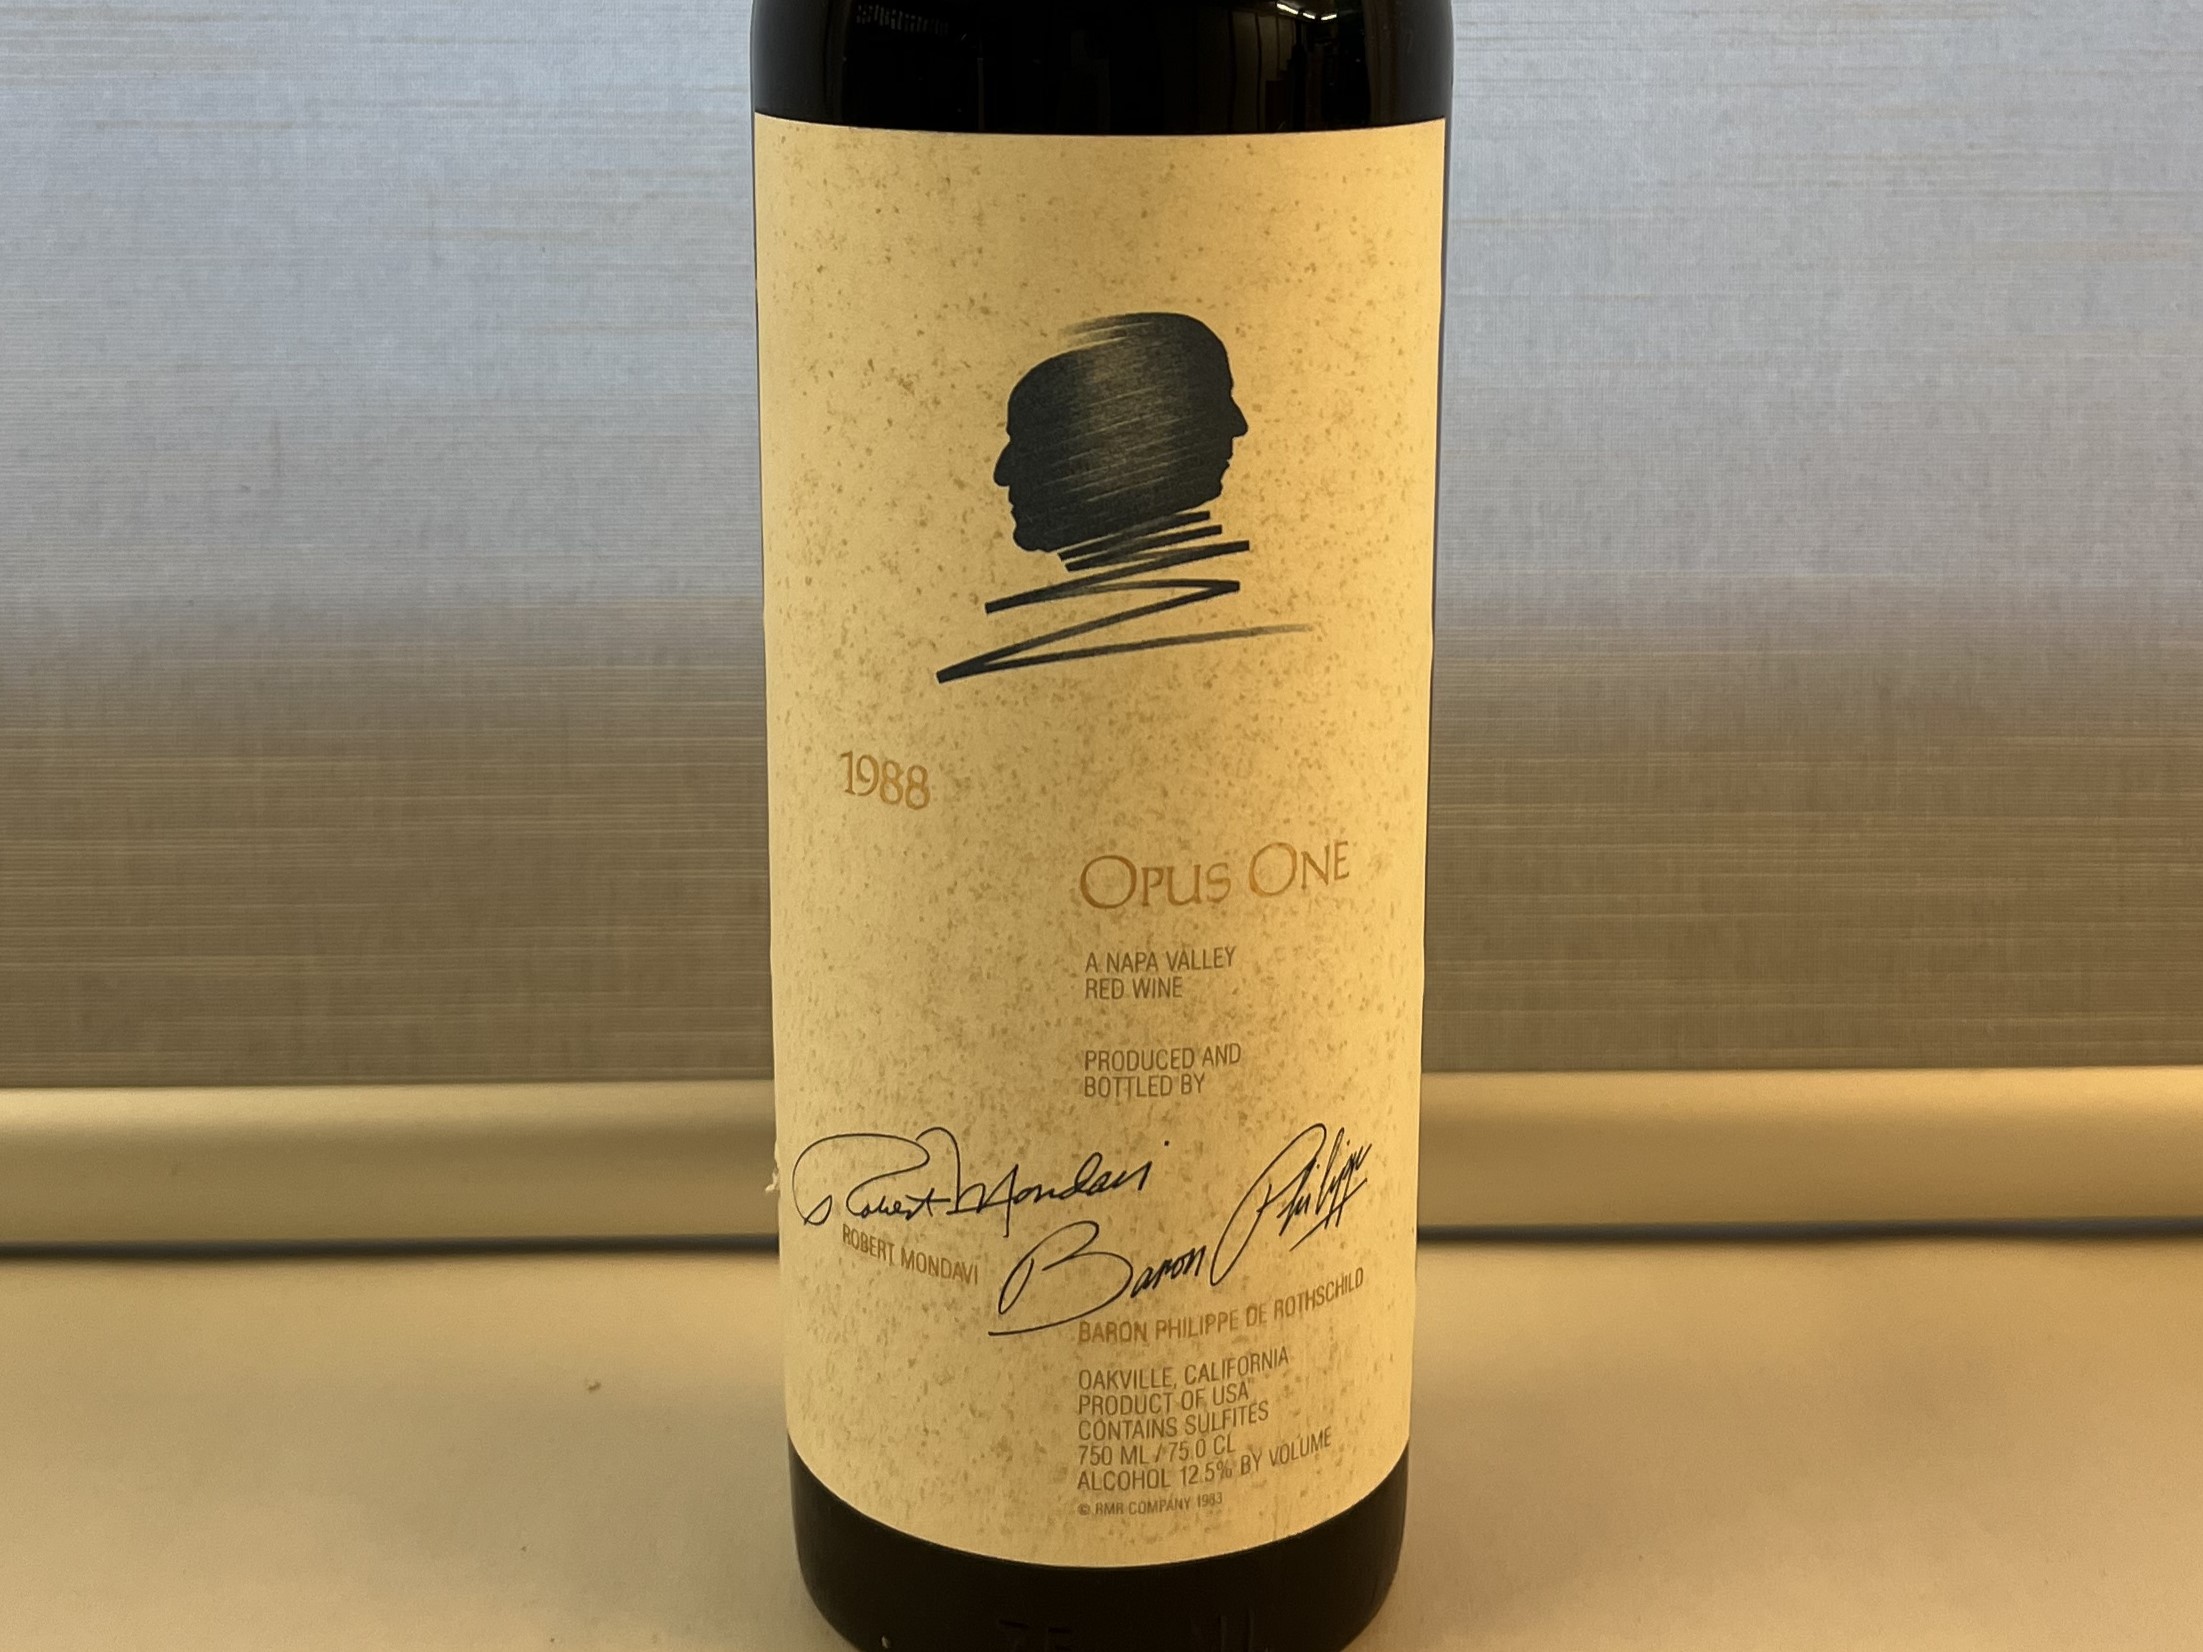 1988
OPUS ONE
A NAPA VALLEY
RED WINE
PRODUCED AND
BOTTLED BY
Robert Mondavi
ROBERT MONDAVI
Baron Philippe
BARON PHILIPPE DE ROTHSCHILD
OAKVILLE, CALIFORNIA
PRODUCT OF USA
CONTAINS SULFITES
750 ML / 75.0 CL
ALCOHOL 12.5% BY VOLUME
© RMR COMPANY 1983